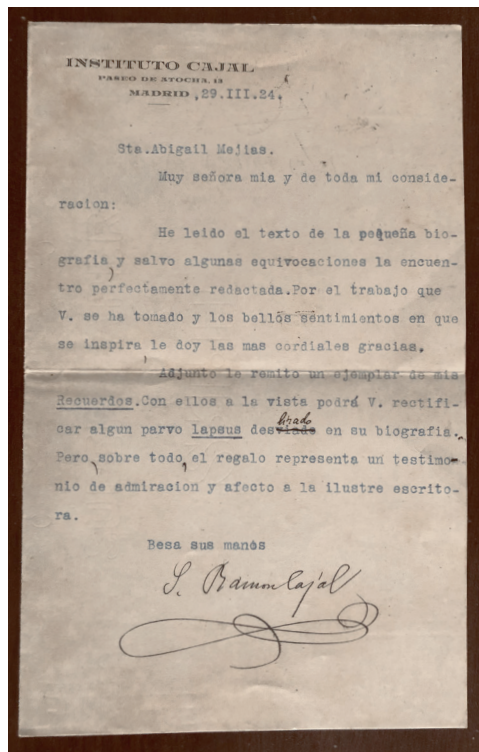 INSTITUTO CAJAL
PASEO DE ATOCHA, 13
MADRID ,29.III.24.
Sta.Abigail Mejias.
Muy señora mia y de toda mi conside-
racion:
He leido el texto de la pequeña bio-
grafia, y salvo algunas equivocaciones la encuen-
tro perfectamente redactada.Por el trabajo que
V. se ha tomado y los bellos sentimientos en que
se inspira le doy las mas cordiales gracias.
Adjunto le remito un ejemplar de mis
Recuerdos.Con ellos a la vista podrá V. rectifi-
car algun parvo lapsus deslizado en su biografia.
Pero, sobre todo, el regalo representa un testimo-
nio de admiracion y afecto a la ilustre escrito-
ra.
Besa sus manos
S. Ramon Cajal